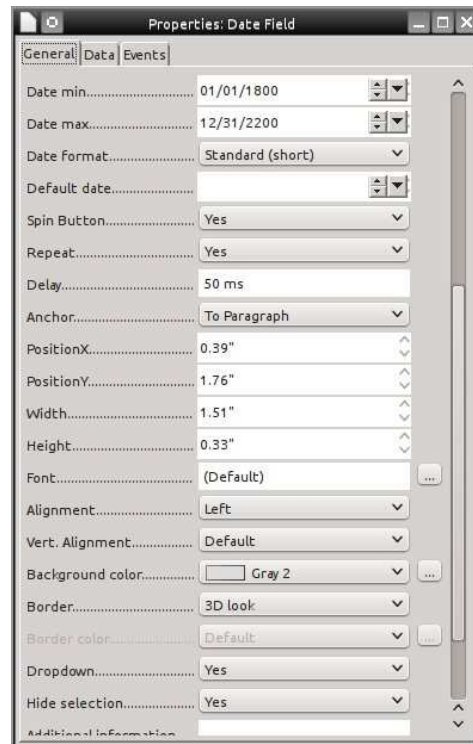 Properties: Date Field
General Data Events
Date min............................. 01/01/1800
Date max............................ 12/31/2200
Date format........................ Standard (short)
Default date....................... 
Spin Button........................ Yes
Repeat............................... Yes
Delay.................................. 50 ms
Anchor................................ To Paragraph
PositionX............................ 0.39"
PositionY............................ 1.76"
Width................................. 1.51"
Height................................ 0.33"
Font.................................... (Default)
Alignment........................... Left
Vert. Alignment................. Default
Background color............... Gray 2
Border................................ 3D look
Border color....................... Default
Dropdown.......................... Yes
Hide selection.................... Yes
Additional information